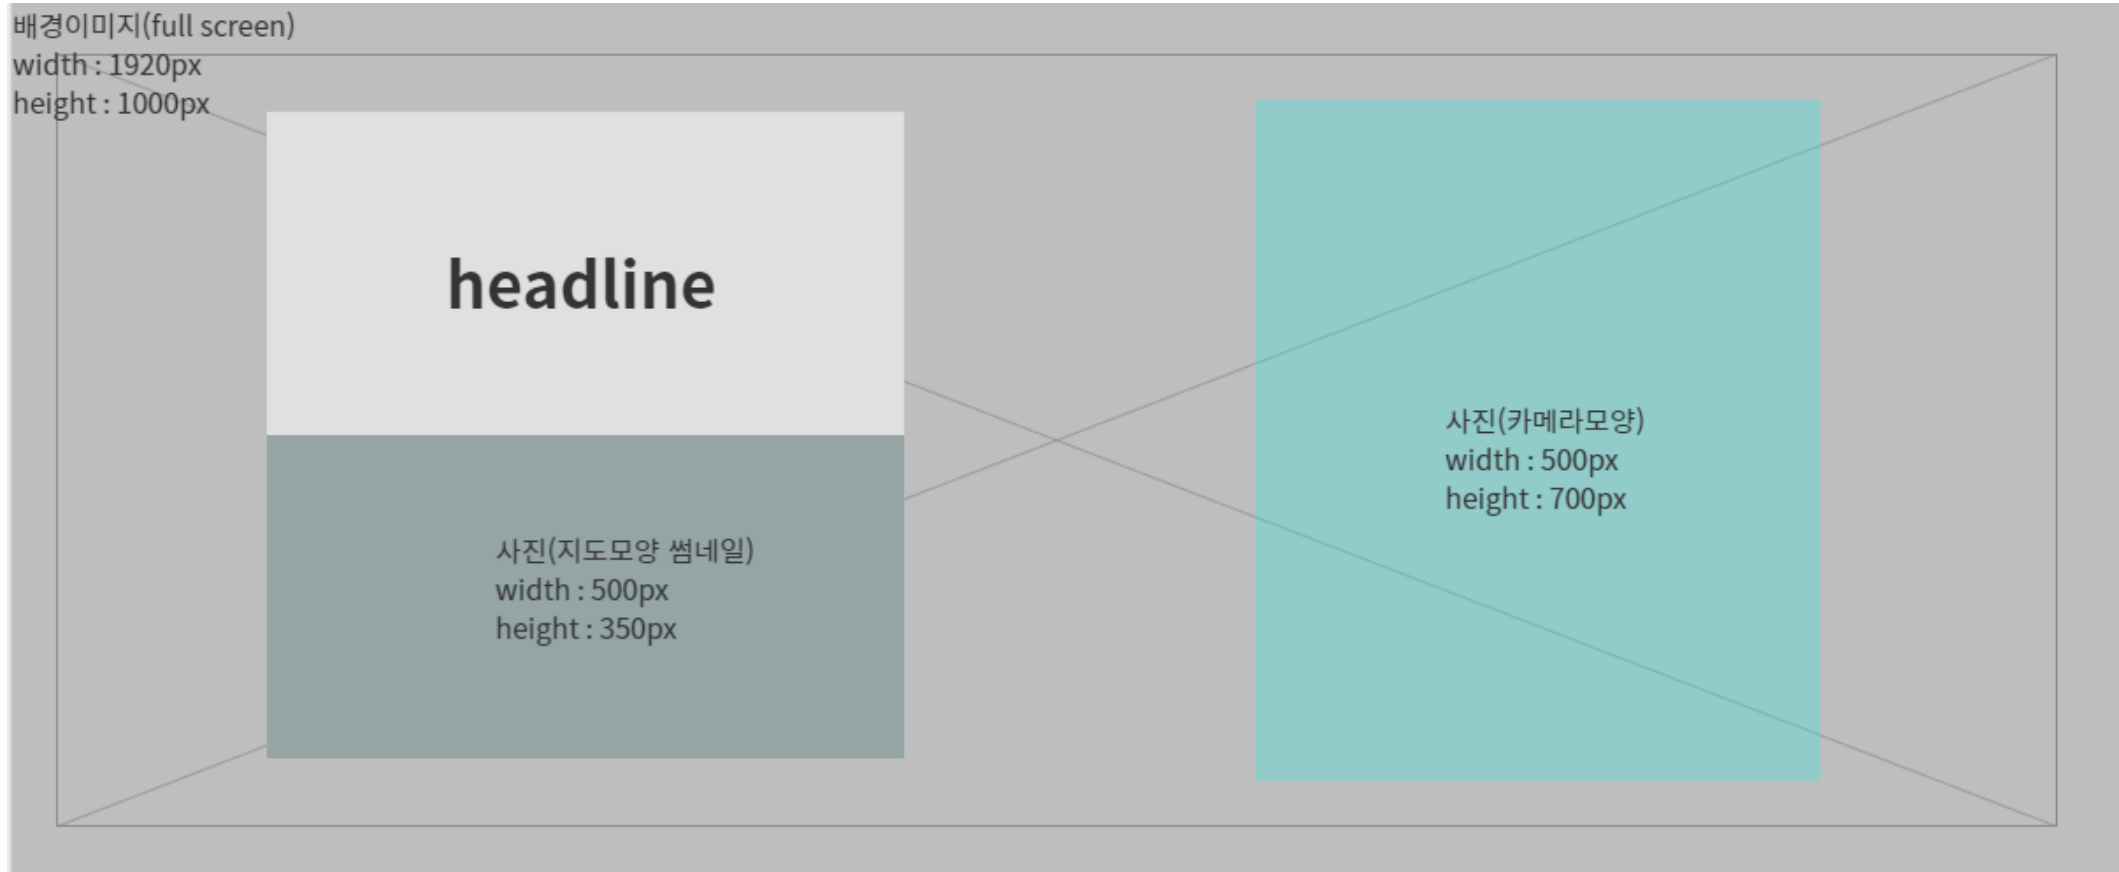 배경이미지(full screen)
width : 1920px
height : 1000px
headline
사진(지도모양 썸네일)
width : 500px
height : 350px
사진(카메라모양)
width : 500px
height : 700px